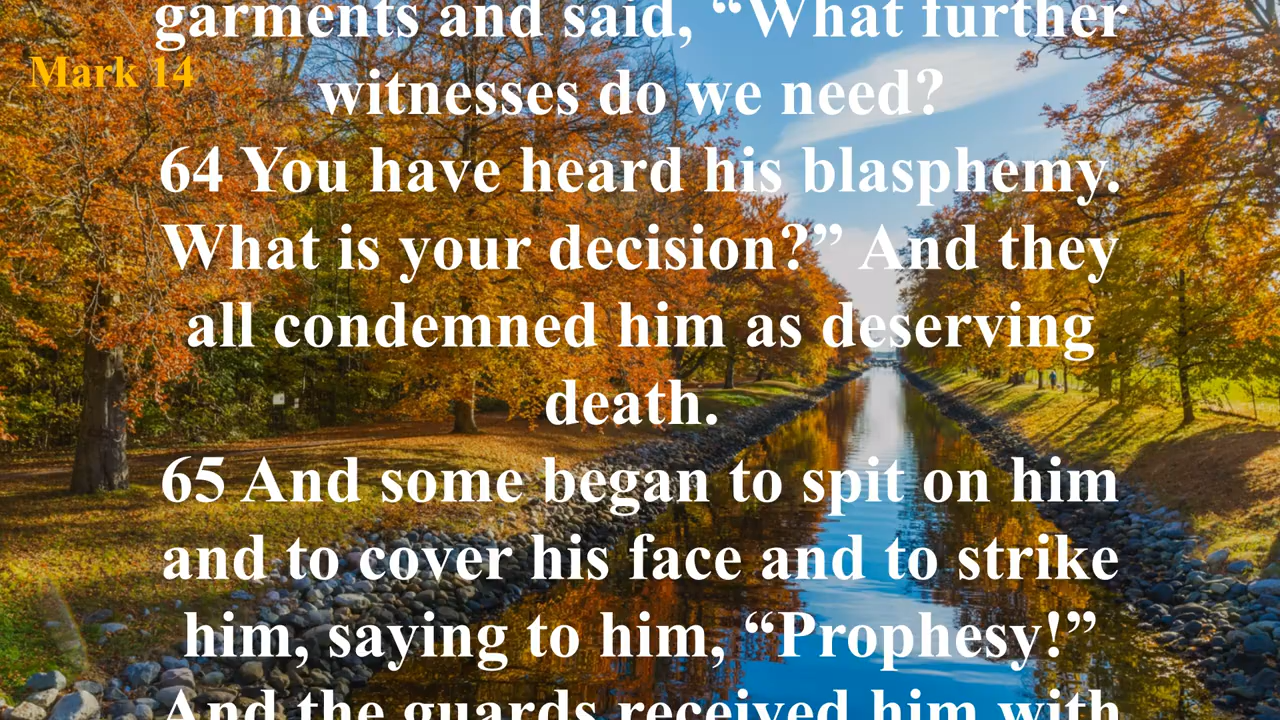 garments and said, “What further
Mark 14
witnesses do we need?
64 You have heard his blasphemy.
What is your decision?” And they
all condemned him as deserving
death.
65 And some began to spit on him
and to cover his face and to strike
him, saying to him, “Prophesy!”
And the guards received him with